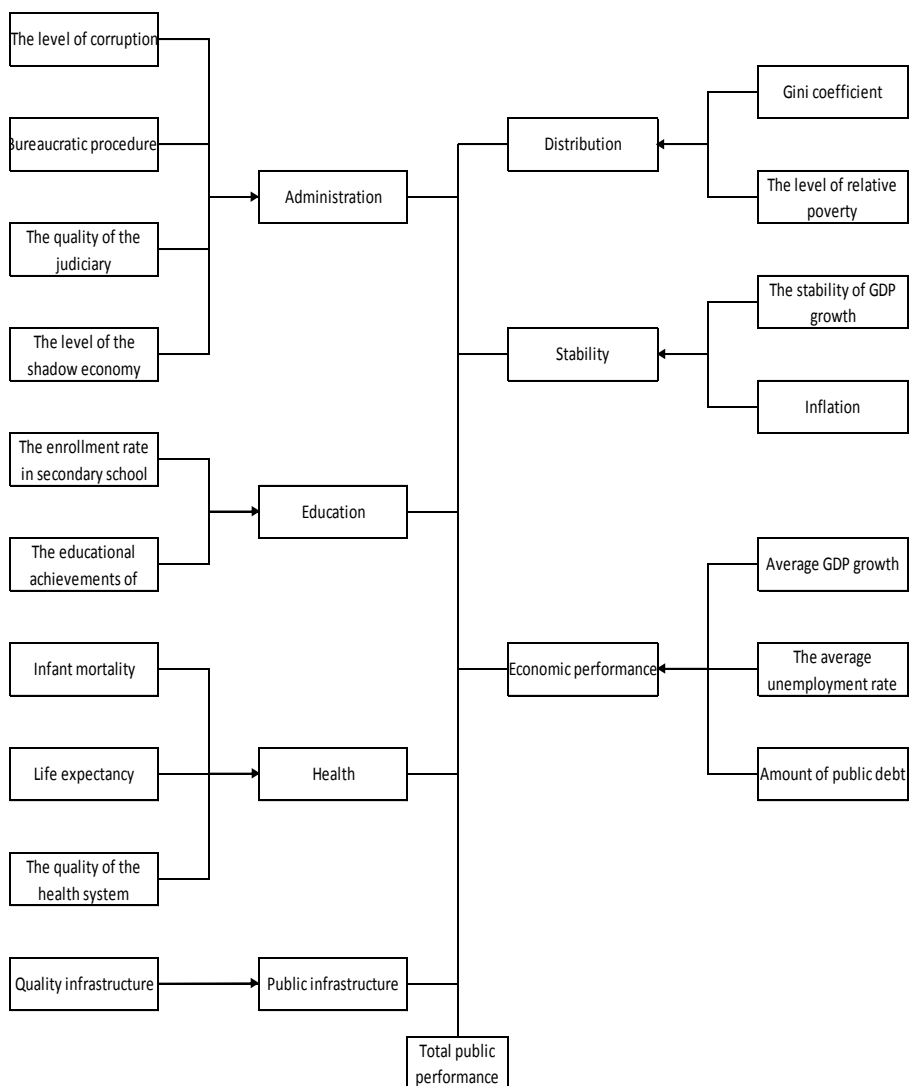 The level of corruption
Bureaucratic procedure
The quality of the
judiciary
The level of the
shadow economy
Administration
The enrollment rate
in secondary school
The educational
achievements of
Education
Infant mortality
Life expectancy
The quality of the
health system
Health
Quality infrastructure
Public infrastructure
Distribution
Gini coefficient
The level of relative
poverty
Stability
The stability of GDP
growth
Inflation
Economic performance
Average GDP growth
The average
unemployment rate
Amount of public debt
Total public
performance